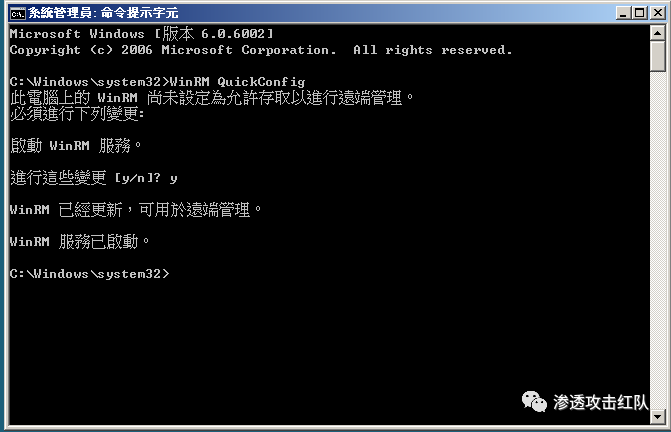 系統管理員: 命令提示字元
Microsoft Windows [版本 6.0.6002]
Copyright (c) 2006 Microsoft Corporation.  All rights reserved.
C:\Windows\system32>WinRM QuickConfig
此電腦上的 WinRM 尚未設定為允許存取以進行遠端管理。
必須進行下列變更:
啟動 WinRM 服務。
進行這些變更 [y/n]? y
WinRM 已經更新，可用於遠端管理。
WinRM 服務已啟動。
C:\Windows\system32>
渗透攻击红队